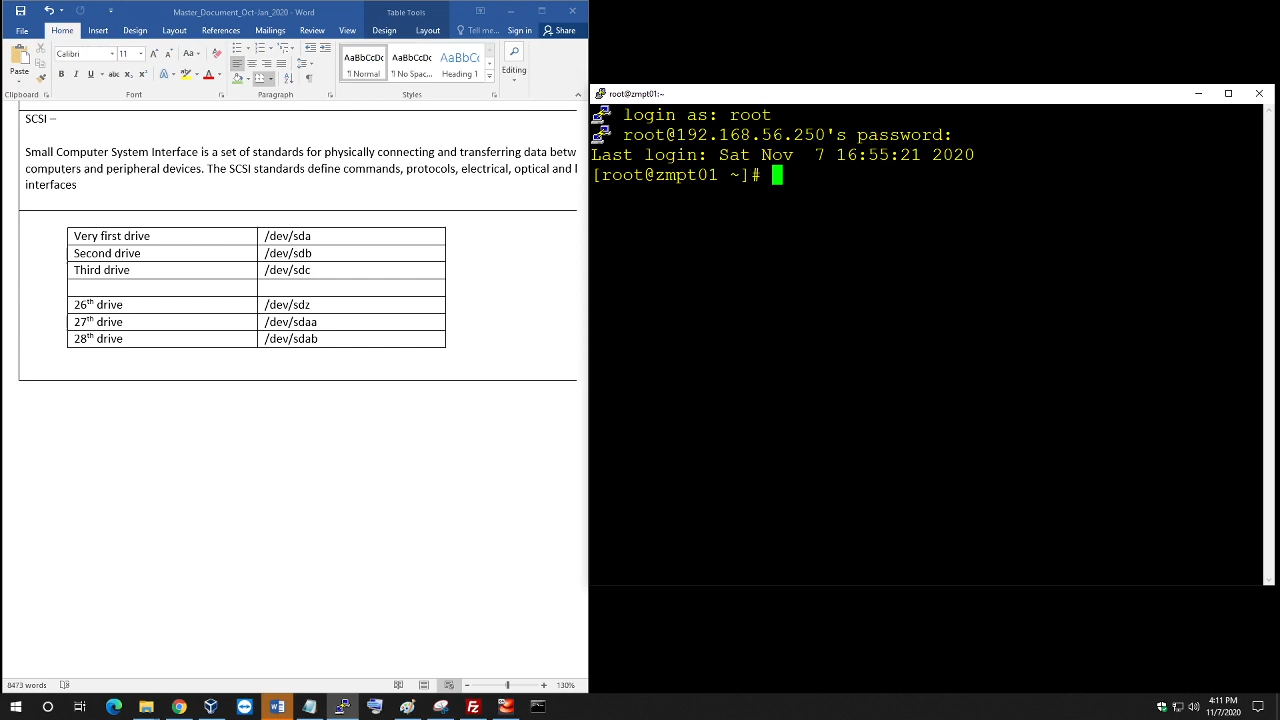 Master_Document_Oct-Jan_2020 - Word
Table Tools
File
Home
Insert
Design
Layout
References
Mailings
Review
View
Design
Layout
Tell me...
Sign in
Share
Paste
Calibri
11
Aa
B I U abc X₂ X²
AaBbCcDc
AaBbCcDc
AaBbCc
¶ Normal
¶ No Spac...
Heading 1
Editing
Clipboard
Font
Paragraph
Styles
SCSI –
Small Computer System Interface is a set of standards for physically connecting and transferring data betw
computers and peripheral devices. The SCSI standards define commands, protocols, electrical, optical and
interfaces
Very first drive /dev/sda
Second drive /dev/sdb
Third drive /dev/sdc
26th drive /dev/sdz
27th drive /dev/sdaa
28th drive /dev/sdab
8473 words
130%
root@zmpt01:~
login as: root
root@192.168.56.250's password:
Last login: Sat Nov  7 16:55:21 2020
[root@zmpt01 ~]#
4:11 PM
11/7/2020